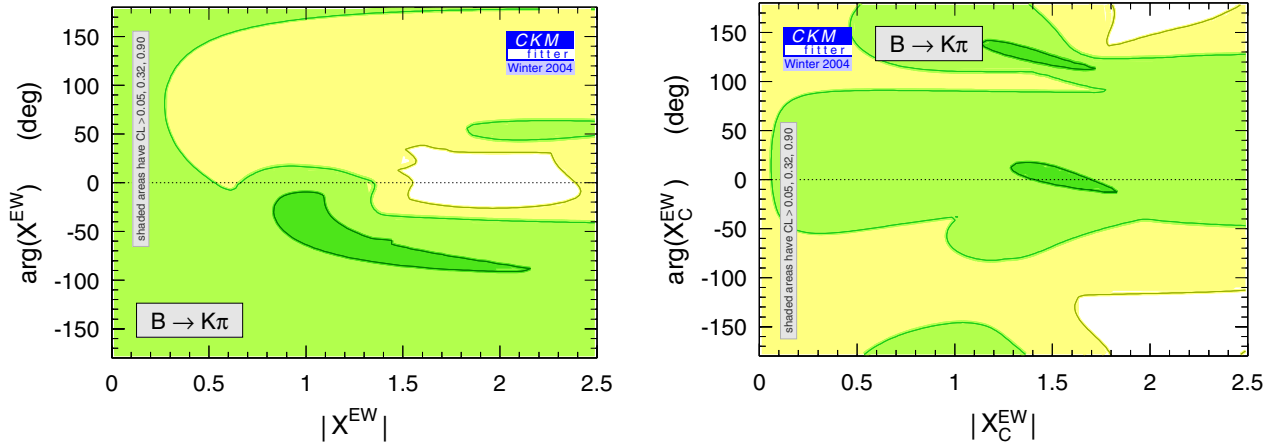 150
100
50
0
-50
-100
-150
arg(X^EW) (deg)
shaded areas have CL > 0.05, 0.32, 0.90
CKM
fitter
Winter 2004
B → Kπ
0 0.5 1 1.5 2 2.5
| X^EW |
150
100
50
0
-50
-100
-150
arg(X_C^EW) (deg)
shaded areas have CL > 0.05, 0.32, 0.90
CKM
fitter
Winter 2004
B → Kπ
0 0.5 1 1.5 2 2.5
| X_C^EW |